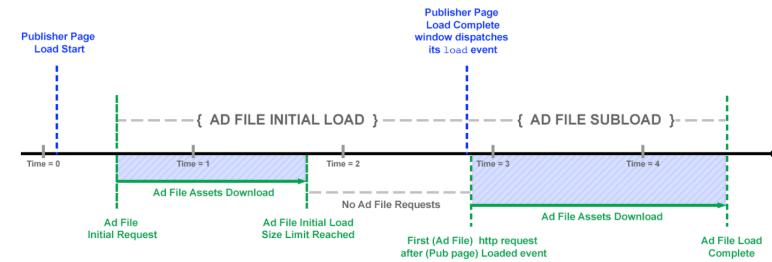 Publisher Page
Load Start
Publisher Page
Load Complete
window dispatches
its load event
{ AD FILE INITIAL LOAD }
{ AD FILE SUBLOAD }
Time = 0
Time = 1
Time = 2
Time = 3
Time = 4
Ad File Assets Download
No Ad File Requests
Ad File Assets Download
Ad File
Initial Request
Ad File Initial Load
Size Limit Reached
First (Ad File) http request
after (Pub page) Loaded event
Ad File Load
Complete